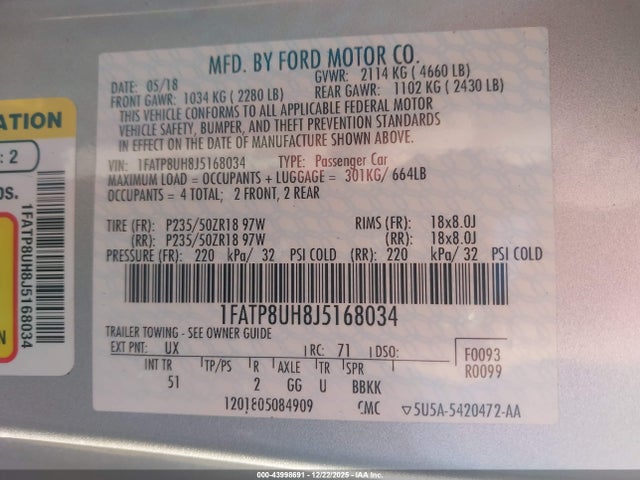 MFD. BY FORD MOTOR CO.
DATE: 05/18 GVWR: 2114 KG ( 4660 LB)
FRONT GAWR: 1034 KG ( 2280 LB) REAR GAWR: 1102 KG ( 2430 LB)
THIS VEHICLE CONFORMS TO ALL APPLICABLE FEDERAL MOTOR
VEHICLE SAFETY, BUMPER, AND THEFT PREVENTION STANDARDS
IN EFFECT ON THE DATE OF MANUFACTURE SHOWN ABOVE.
VIN: 1FATP8UH8J5168034 TYPE: Passenger Car
MAXIMUM LOAD = OCCUPANTS + LUGGAGE = 301KG/ 664LB
OCCUPANTS = 4 TOTAL; 2 FRONT, 2 REAR
TIRE (FR): P235/50ZR18 97W RIMS (FR): 18x8.0J
(RR): P235/50ZR18 97W (RR): 18x8.0J
PRESSURE (FR): 220 kPa/ 32 PSI COLD (RR): 220 kPa/ 32 PSI COLD
1FATP8UH8J5168034
TRAILER TOWING - SEE OWNER GUIDE
EXT PNT: UX RC: 71 DSO: F0093
R0099
INT TR TP/PS R AXLE TR SPR
51 2 GG U BBKK
1201805084909 CMC ▽5U5A-5420472-AA
ATION
: 2
os.
1FATP8UH8J5168034
N
000-43998691 - 12/22/2025 - IAA Inc.